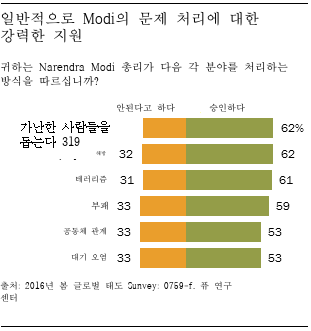 일반적으로 Modi의 문제 처리에 대한
강력한 지원
귀하는 Narendra Modi 총리가 다음 각 분야를 처리하는
방식을 따르십니까?
안된다고 하다 승인하다
가난한 사람들을
돕는다 319 62%
32 62
테러리즘 31 61
부패 33 59
공동체 관계 33 53
대기 오염 33 53
출처: 2016년 봄 글로벌 태도 Survey: 0759-f. 퓨 연구
센터